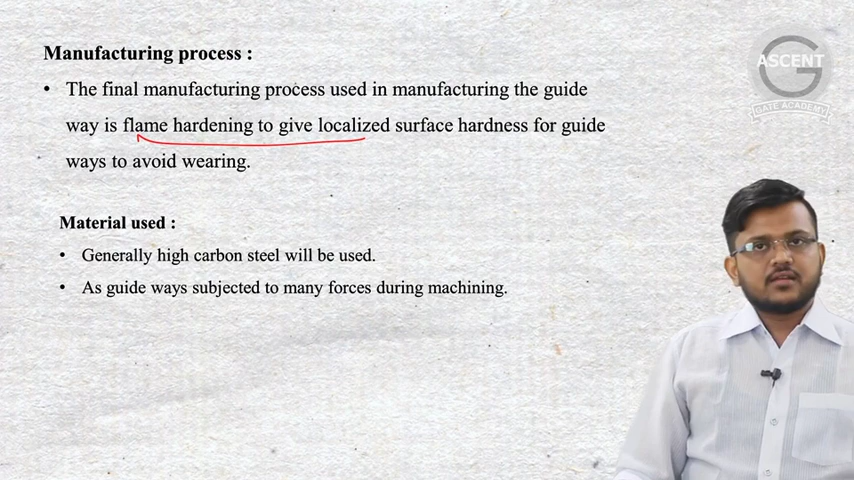 Manufacturing process :
• The final manufacturing process used in manufacturing the guide
way is flame hardening to give localized surface hardness for guide
ways to avoid wearing.
Material used :
• Generally high carbon steel will be used.
• As guide ways subjected to many forces during machining.
G
ASCENT
GATE ACADEMY